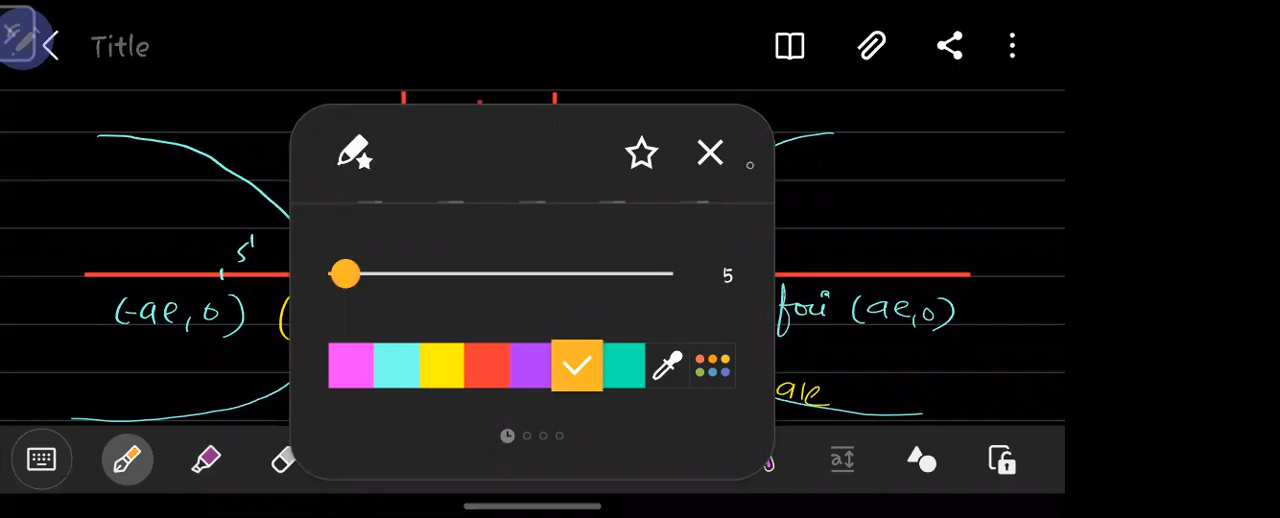 Title
S'
5
(-ae, 0) ( foci (ae, 0)
ae
a